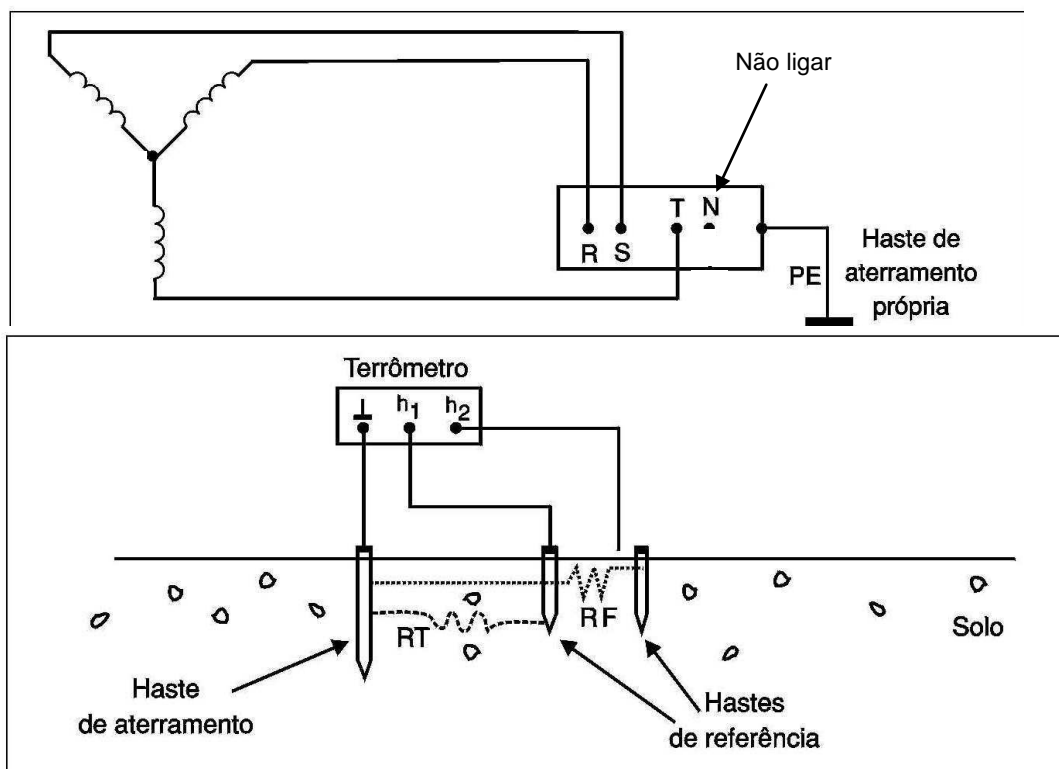 Não ligar
T N
R S
PE
Haste de
aterramento
própria
Terrômetro
h1 h2
RT
RF
Solo
Haste
de aterramento
Hastes
de referência